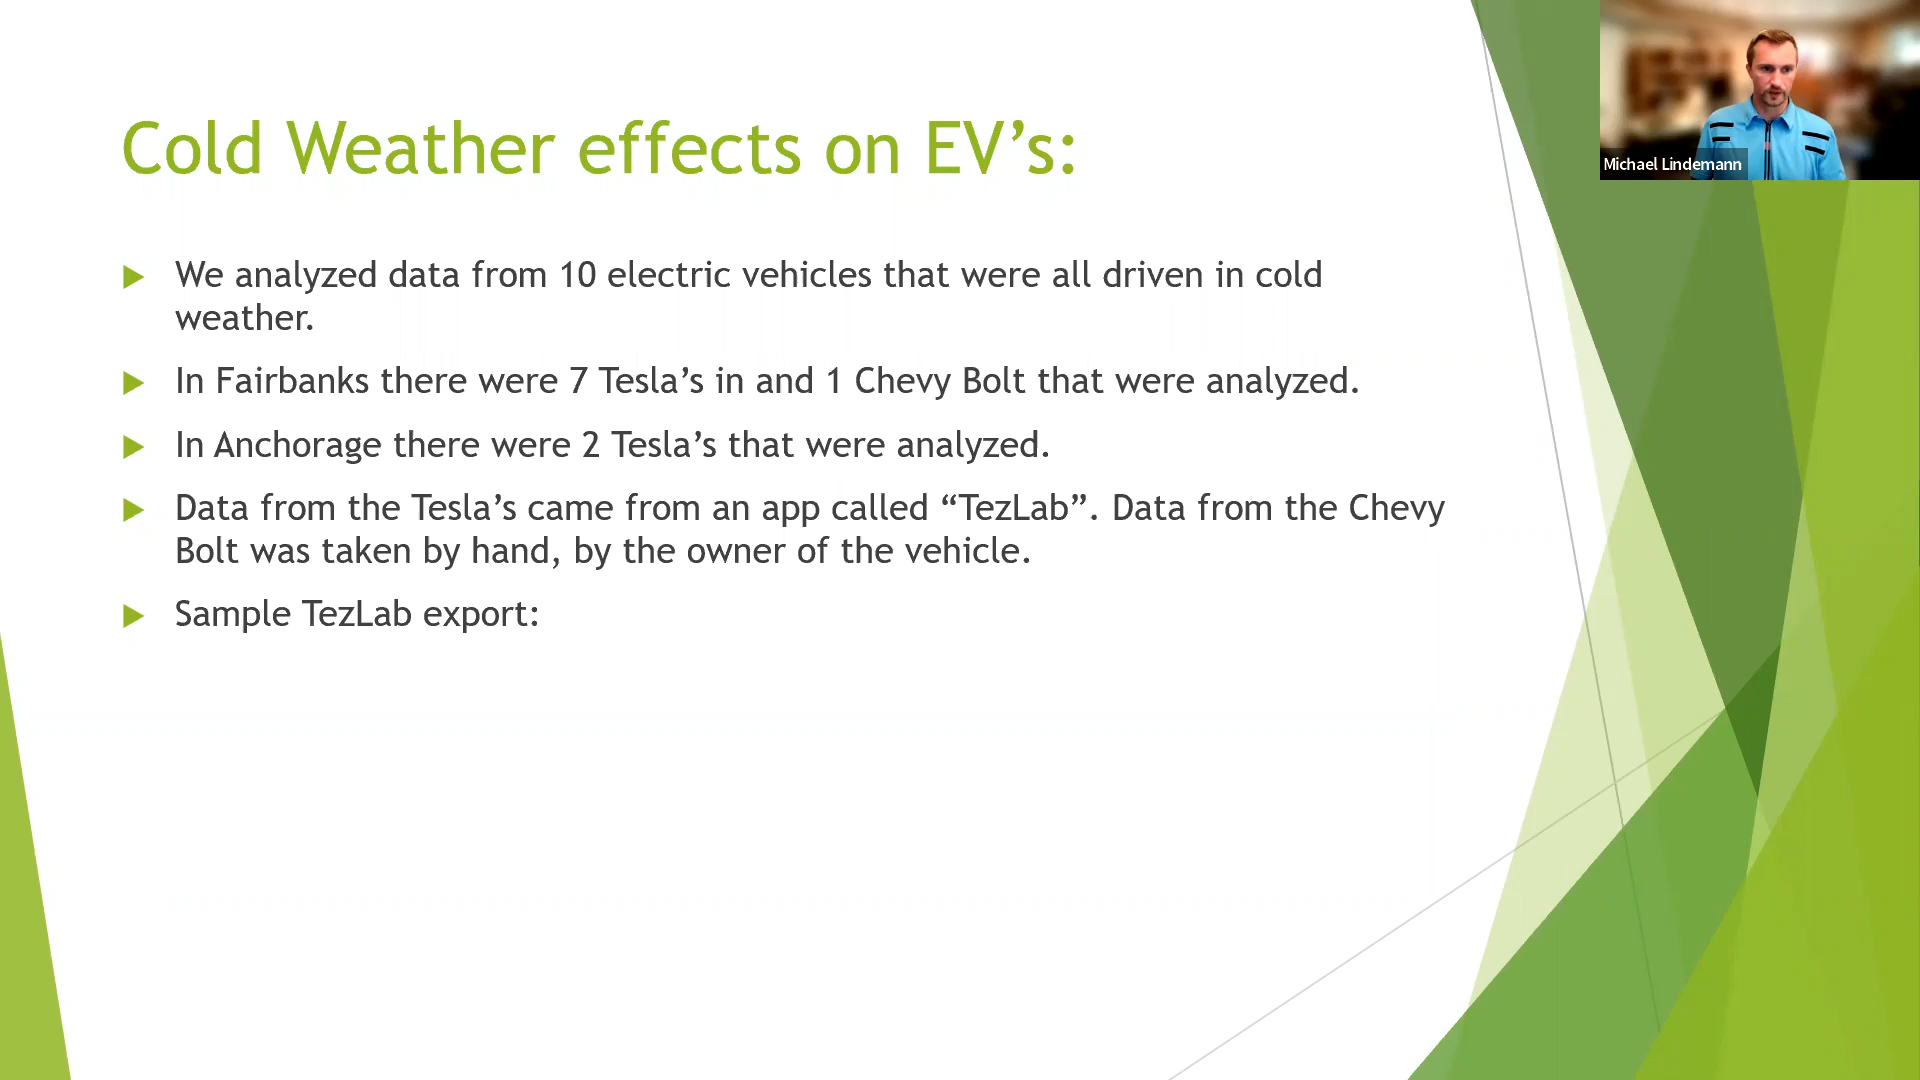 Cold Weather effects on EV’s:
We analyzed data from 10 electric vehicles that were all driven in cold
weather.
In Fairbanks there were 7 Tesla’s in and 1 Chevy Bolt that were analyzed.
In Anchorage there were 2 Tesla’s that were analyzed.
Data from the Tesla’s came from an app called “TezLab”. Data from the Chevy
Bolt was taken by hand, by the owner of the vehicle.
Sample TezLab export:
Michael Lindemann